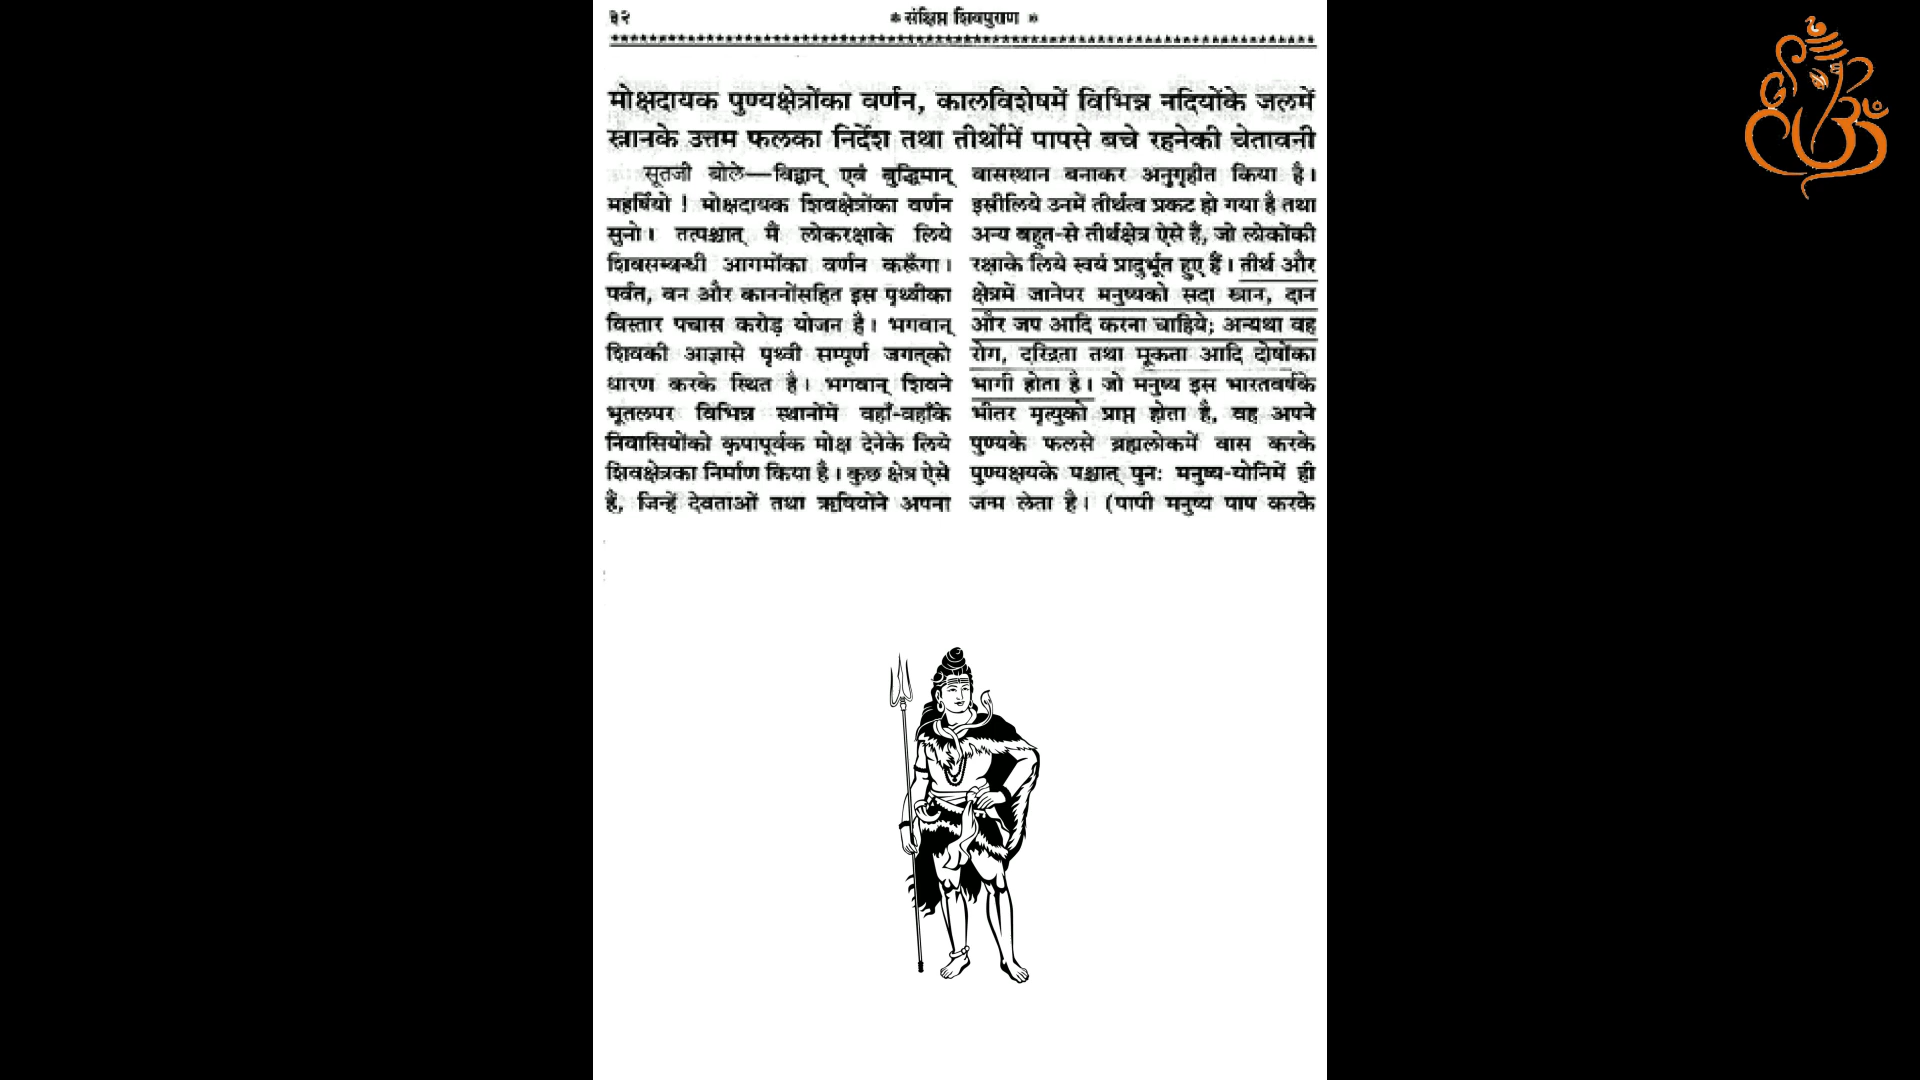 ३२
* संक्षिप्त शिवपुराण *
मोक्षदायक पुण्यक्षेत्रोंका वर्णन, कालविशेषमें विभिन्न नदियोंके जलमें
स्नानके उत्तम फलका निर्देश तथा तीर्थोंमें पापसे बचे रहनेकी चेतावनी
सूतजी बोले—विद्वान् एवं बुद्धिमान्
महर्षियो ! मोक्षदायक शिवक्षेत्रोंका वर्णन
सुनो। तत्पश्चात् मैं लोकरक्षाके लिये
शिवसम्बन्धी आगमोंका वर्णन करूँगा।
पर्वत, वन और काननोंसहित इस पृथ्वीका
विस्तार पचास करोड़ योजन है। भगवान्
शिवकी आज्ञासे पृथ्वी सम्पूर्ण जगत्‌को
धारण करके स्थित है। भगवान् शिवने
भूतलपर विभिन्न स्थानोंमें वहाँ-वहाँके
निवासियोंको कृपापूर्वक मोक्ष देनेके लिये
शिवक्षेत्रका निर्माण किया है। कुछ क्षेत्र ऐसे
हैं, जिन्हें देवताओं तथा ऋषियोंने अपना
वासस्थान बनाकर अनुगृहीत किया है।
इसीलिये उनमें तीर्थत्व प्रकट हो गया है तथा
अन्य बहुत-से तीर्थक्षेत्र ऐसे हैं, जो लोकोंकी
रक्षाके लिये स्वयं प्रादुर्भूत हुए हैं। तीर्थ और
क्षेत्रमें जानेपर मनुष्यको सदा स्नान, दान
और जप आदि करना चाहिये; अन्यथा वह
रोग, दरिद्रता तथा मूकता आदि दोषोंका
भागी होता है। जो मनुष्य इस भारतवर्षके
भीतर मृत्युको प्राप्त होता है, वह अपने
पुण्यके फलसे ब्रह्मलोकमें वास करके
पुण्यक्षयके पश्चात् पुनः मनुष्य-योनिमें ही
जन्म लेता है। (पापी मनुष्य पाप करके